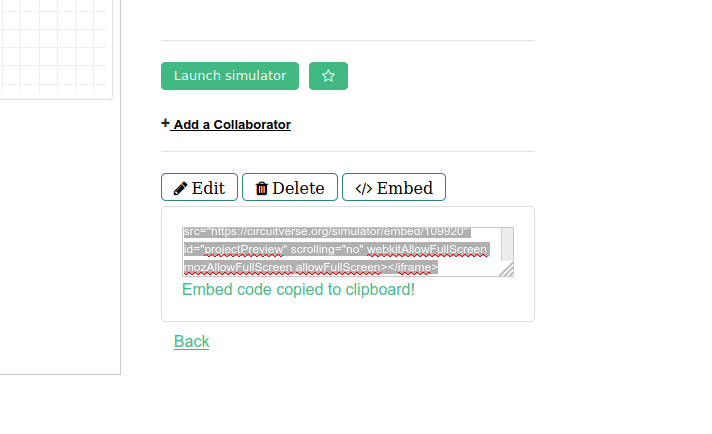 Launch simulator
+ Add a Collaborator
Edit
Delete
</> Embed
src="https://circuitverse.org/simulator/embed/109920"
id="projectPreview" scrolling="no" webkitAllowFullScreen
mozAllowFullScreen allowFullScreen></iframe>
Embed code copied to clipboard!
Back